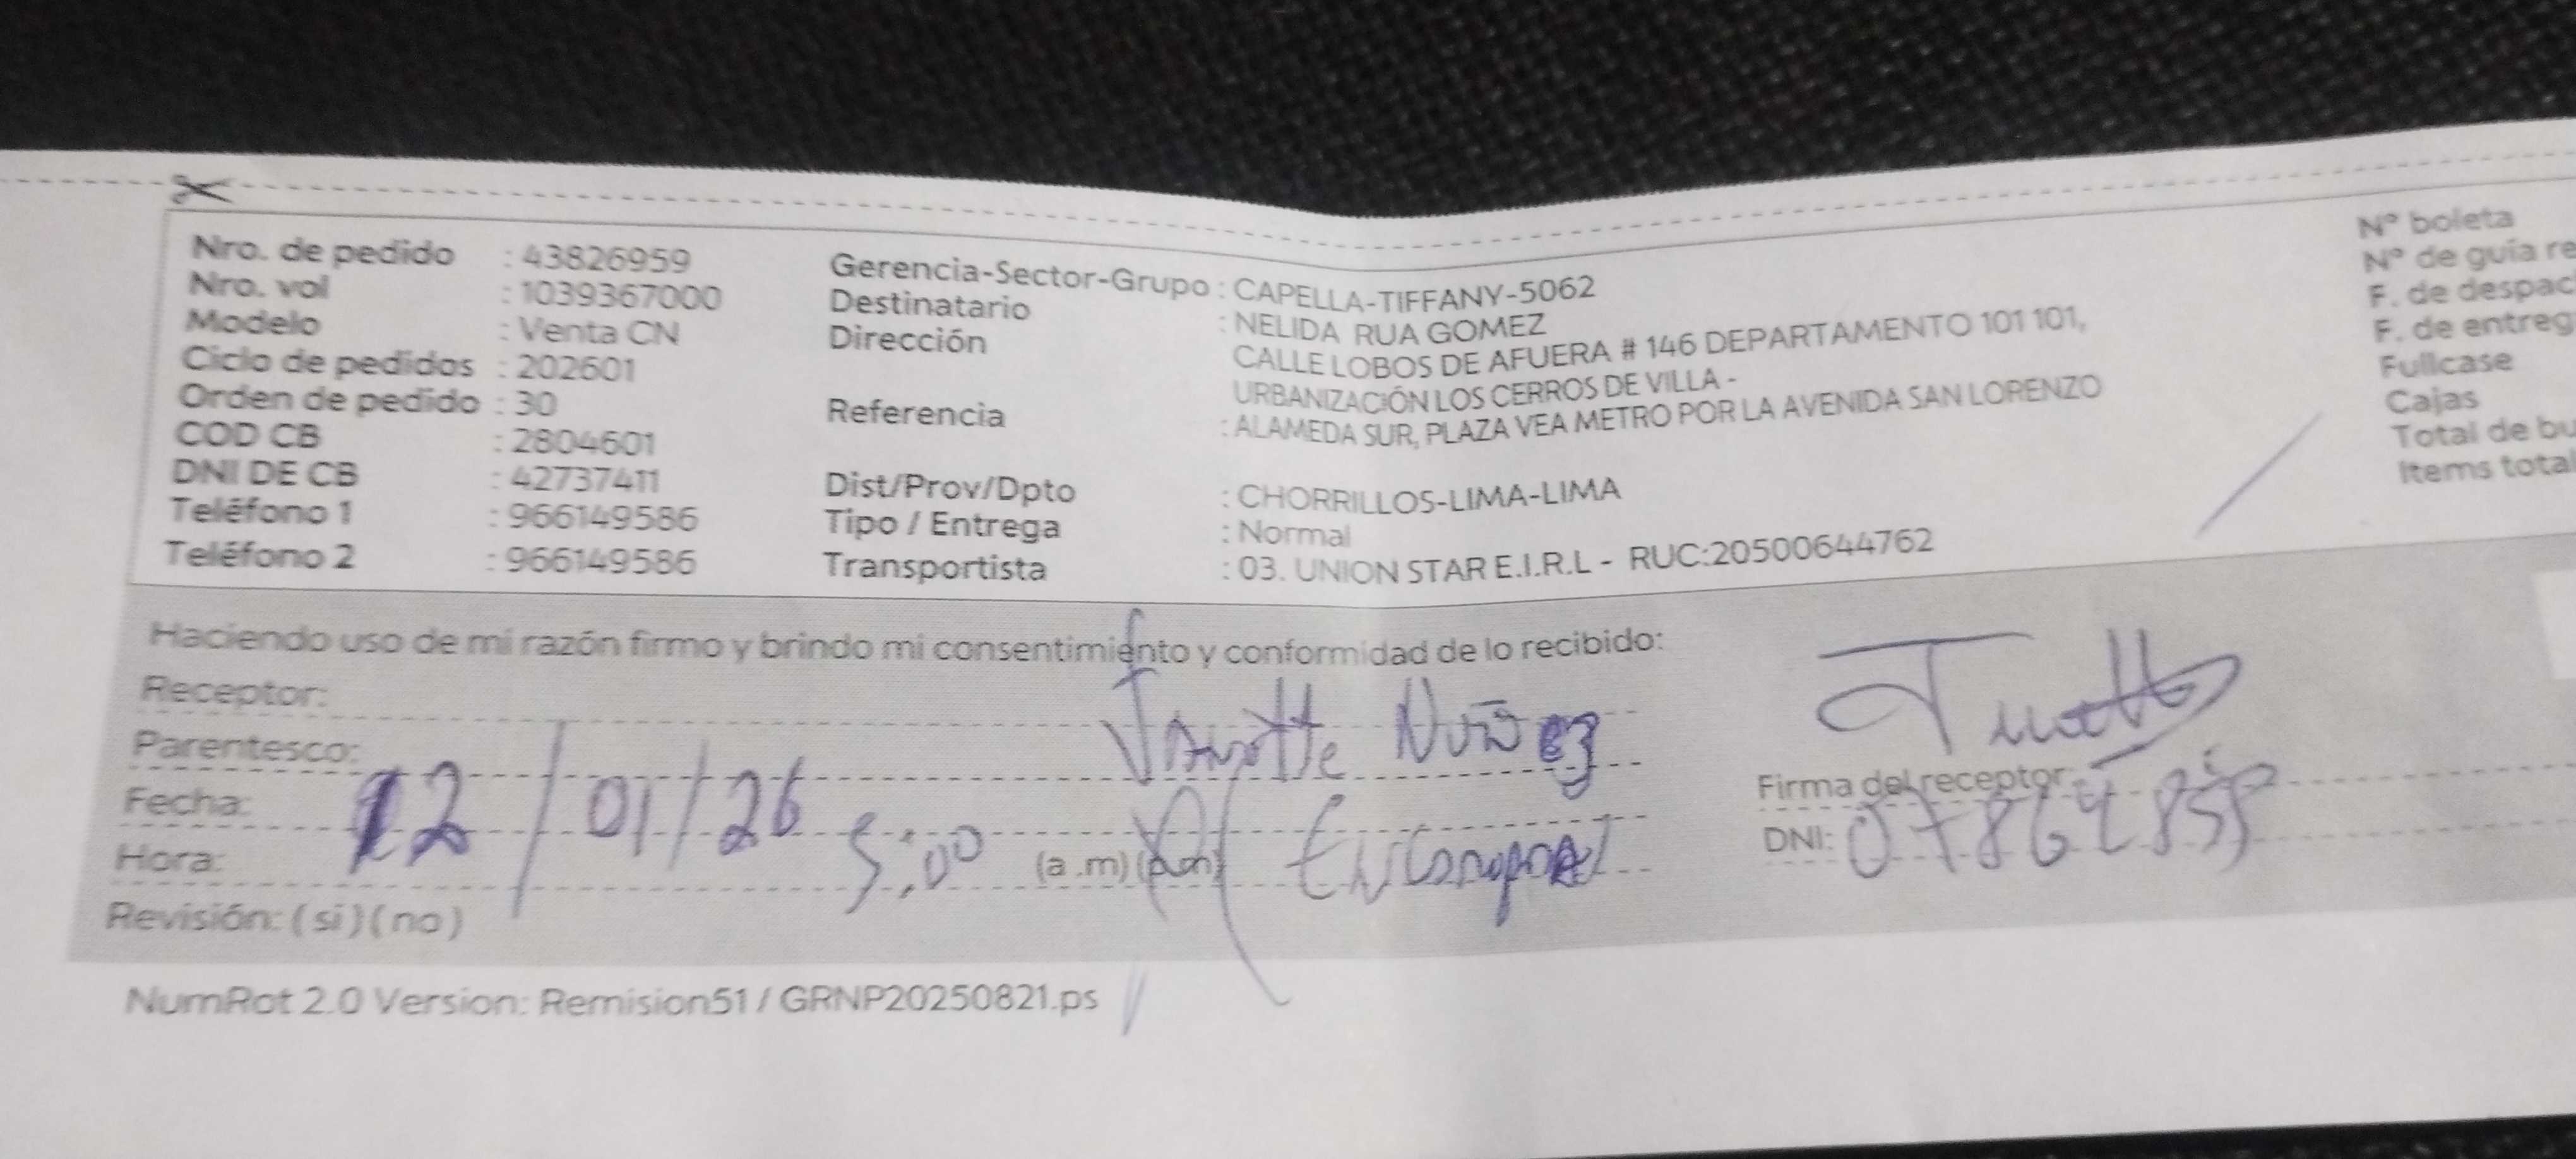 Nro. de pedido : 43826959
Nro. vol : 1039367000
Modelo : Venta CN
Ciclo de pedidos : 202601
Orden de pedido : 30
COD CB : 2804601
DNI DE CB : 42737411
Teléfono 1 : 966149586
Teléfono 2 : 966149586
Gerencia-Sector-Grupo : CAPELLA-TIFFANY-5062
Destinatario : NELIDA RUA GOMEZ
Dirección CALLE LOBOS DE AFUERA # 146 DEPARTAMENTO 101 101,
URBANIZACIÓN LOS CERROS DE VILLA -
Referencia : ALAMEDA SUR, PLAZA VEA METRO POR LA AVENIDA SAN LORENZO
Dist/Prov/Dpto : CHORRILLOS-LIMA-LIMA
Tipo / Entrega : Normal
Transportista : 03. UNION STAR E.I.R.L - RUC:20500644762
Nº boleta
Nº de guía re
F. de despac
F. de entreg
Fullcase
Cajas
Total de bu
Items total
Haciendo uso de mi razón firmo y brindo mi consentimiento y conformidad de lo recibido:
Receptor:
Parentesco: Nuñez
Fecha: 12/01/26
Hora: 5:00 (a .m) (p.m)
Revisión: ( si ) ( no )
Firma del receptor
DNI:
NumRot 2.0 Version: Remision51 / GRNP20250821.ps